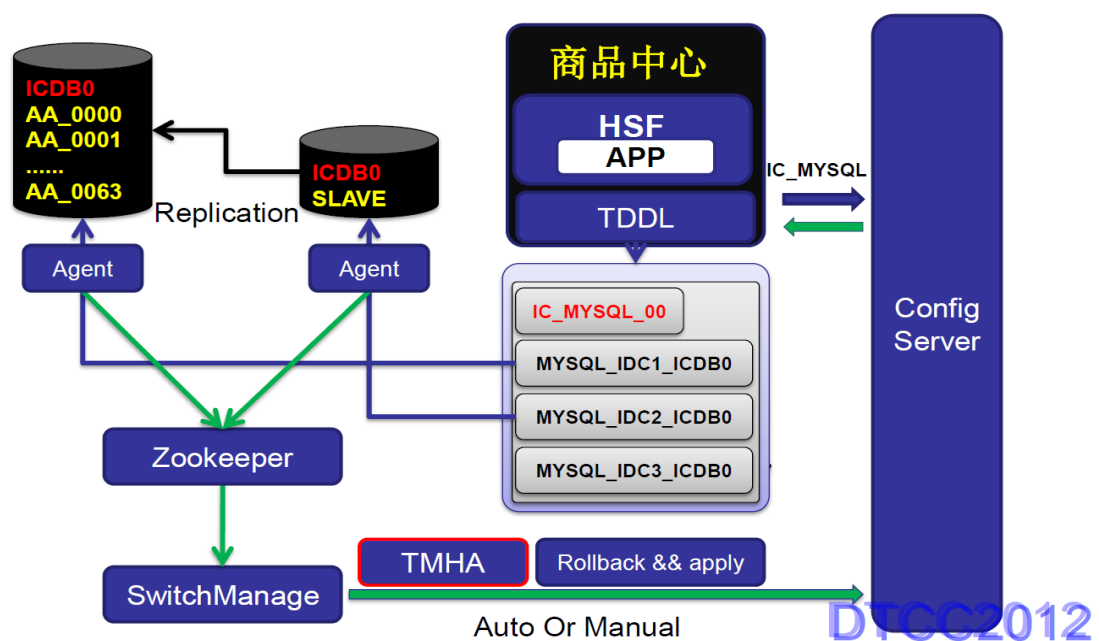 ICDB0
AA_0000
AA_0001
......
AA_0063
ICDB0
SLAVE
Replication
Agent
Agent
Zookeeper
SwitchManage
商品中心
HSF
APP
TDDL
IC_MYSQL
IC_MYSQL_00
MYSQL_IDC1_ICDB0
MYSQL_IDC2_ICDB0
MYSQL_IDC3_ICDB0
Config
Server
TMHA
Rollback && apply
Auto Or Manual
DTCC2012